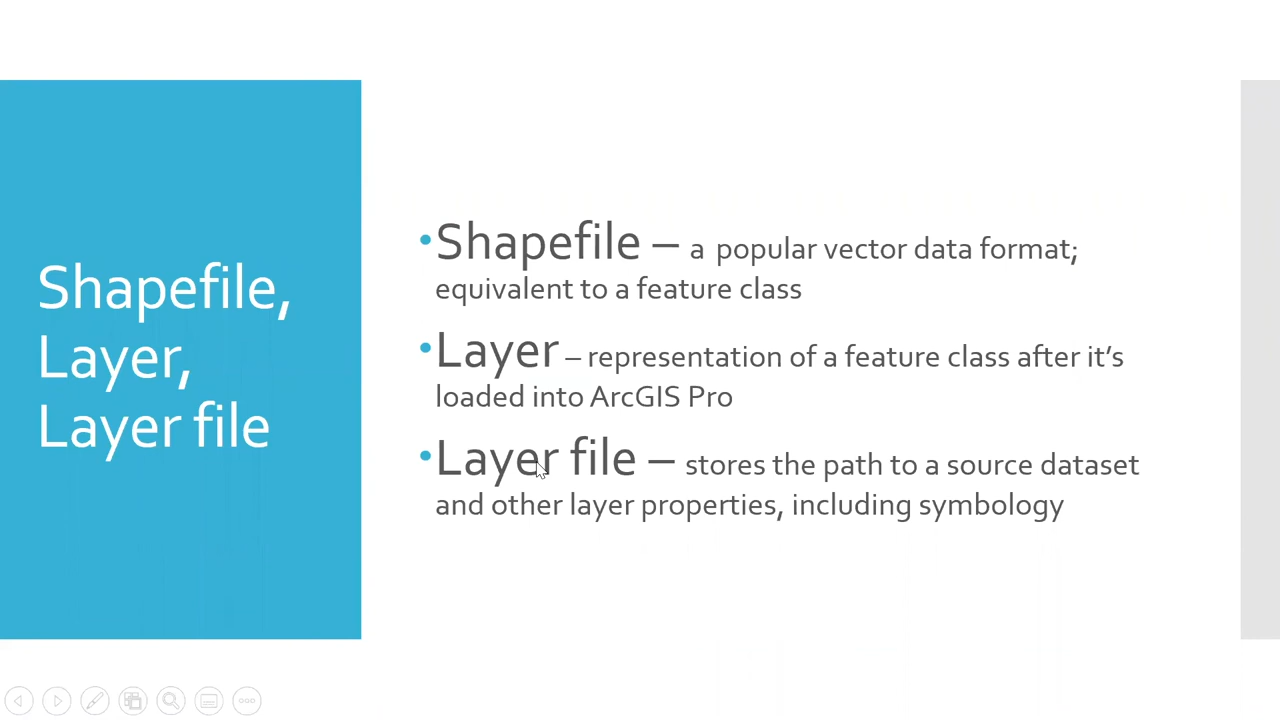 Shapefile,
Layer,
Layer file
•Shapefile – a popular vector data format;
equivalent to a feature class
•Layer – representation of a feature class after it’s
loaded into ArcGIS Pro
•Layer file – stores the path to a source dataset
and other layer properties, including symbology